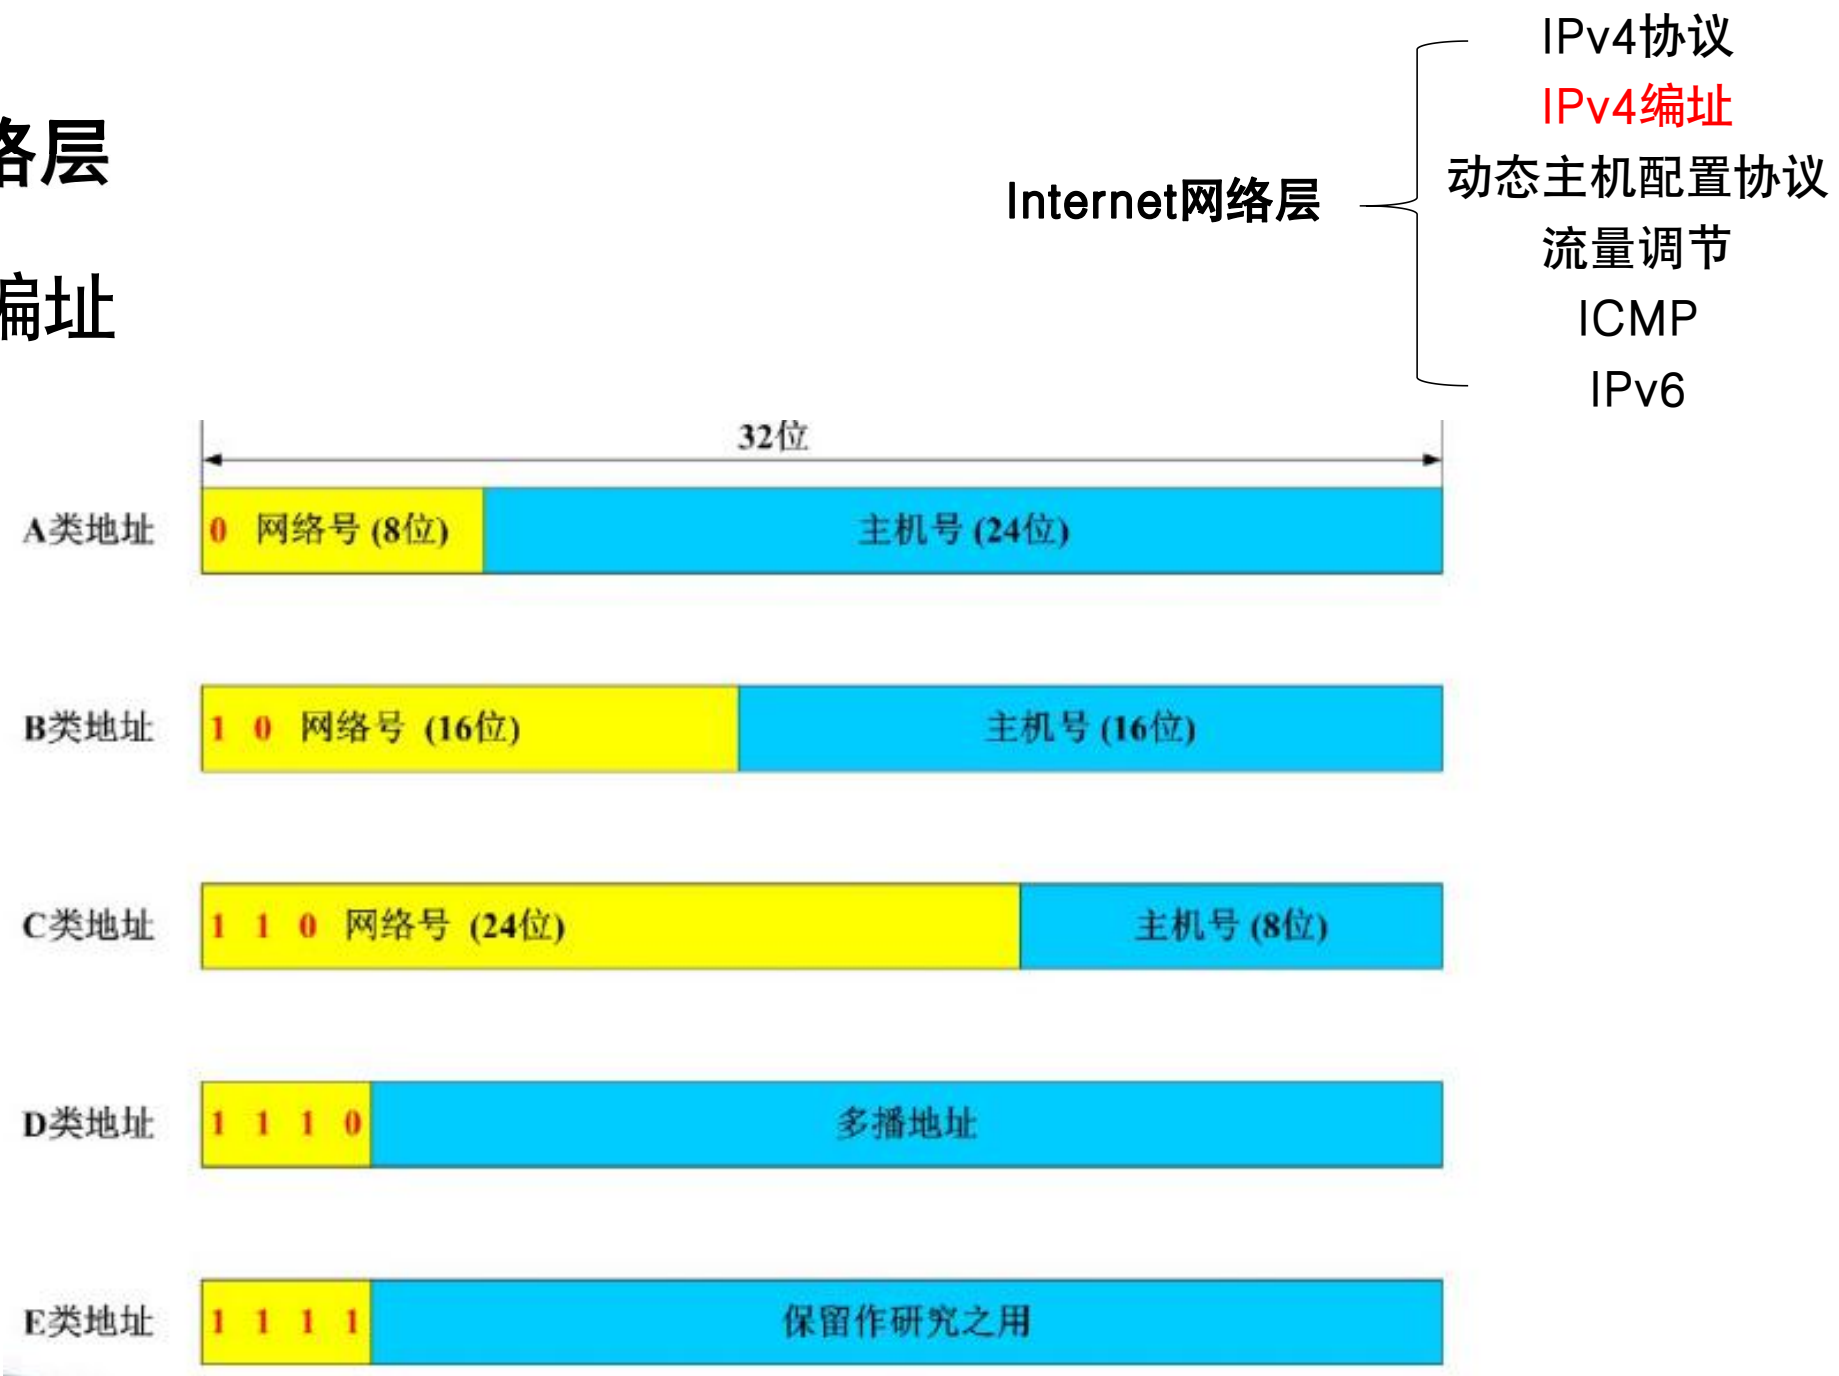 IPv4协议
IPv4编址
动态主机配置协议
流量调节
ICMP
IPv6
Internet网络层
络层
编址
32位
A类地址 0 网络号 (8位) 主机号 (24位)
B类地址 1 0 网络号 (16位) 主机号 (16位)
C类地址 1 1 0 网络号 (24位) 主机号 (8位)
D类地址 1 1 1 0 多播地址
E类地址 1 1 1 1 保留作研究之用